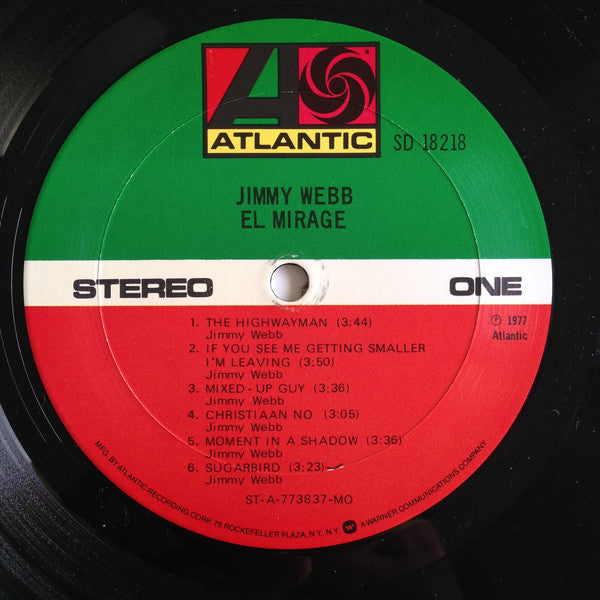 ATLANTIC
SD 18218
JIMMY WEBB
EL MIRAGE
STEREO
ONE
1. THE HIGHWAYMAN (3:44)
Jimmy Webb
2. IF YOU SEE ME GETTING SMALLER
I'M LEAVING (3:50)
Jimmy Webb
3. MIXED-UP GUY (3:36)
Jimmy Webb
4. CHRISTIAAN NO (3:05)
Jimmy Webb
5. MOMENT IN A SHADOW (3:36)
Jimmy Webb
6. SUGARBIRD (3:23)
Jimmy Webb
℗ 1977
Atlantic
ST-A-773837-MO
MFG. BY ATLANTIC RECORDING CORP. 75 ROCKEFELLER PLAZA, N.Y. N.Y. W A WARNER COMMUNICATIONS COMPANY